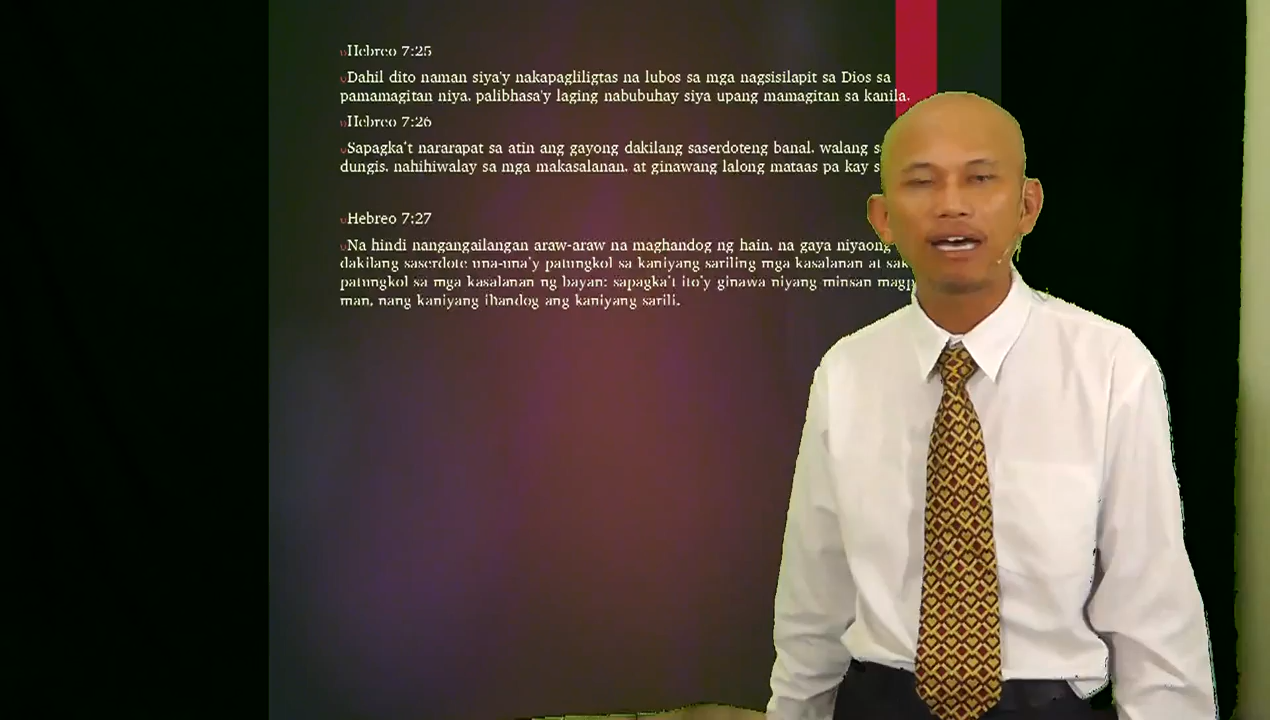 Hebreo 7:25
Dahil dito naman siya'y nakapagliligtas na lubos sa mga nagsisilapit sa Dios sa
pamamagitan niya, palibhasa'y laging nabubuhay siya upang mamagitan sa kanila.
Hebreo 7:26
Sapagka't nararapat sa atin ang gayong dakilang saserdoteng banal, walang
dungis, nahihiwalay sa mga makasalanan, at ginawang lalong mataas pa kay
Hebreo 7:27
Na hindi nangangailangan araw-araw na maghandog ng hain, na gaya niyaong
dakilang saserdote una-una'y patungkol sa kaniyang sariling mga kasalanan at
patungkol sa mga kasalanan ng bayan: sapagka't ito'y ginawa niyang minsan
man, nang kaniyang ihandog ang kaniyang sarili.